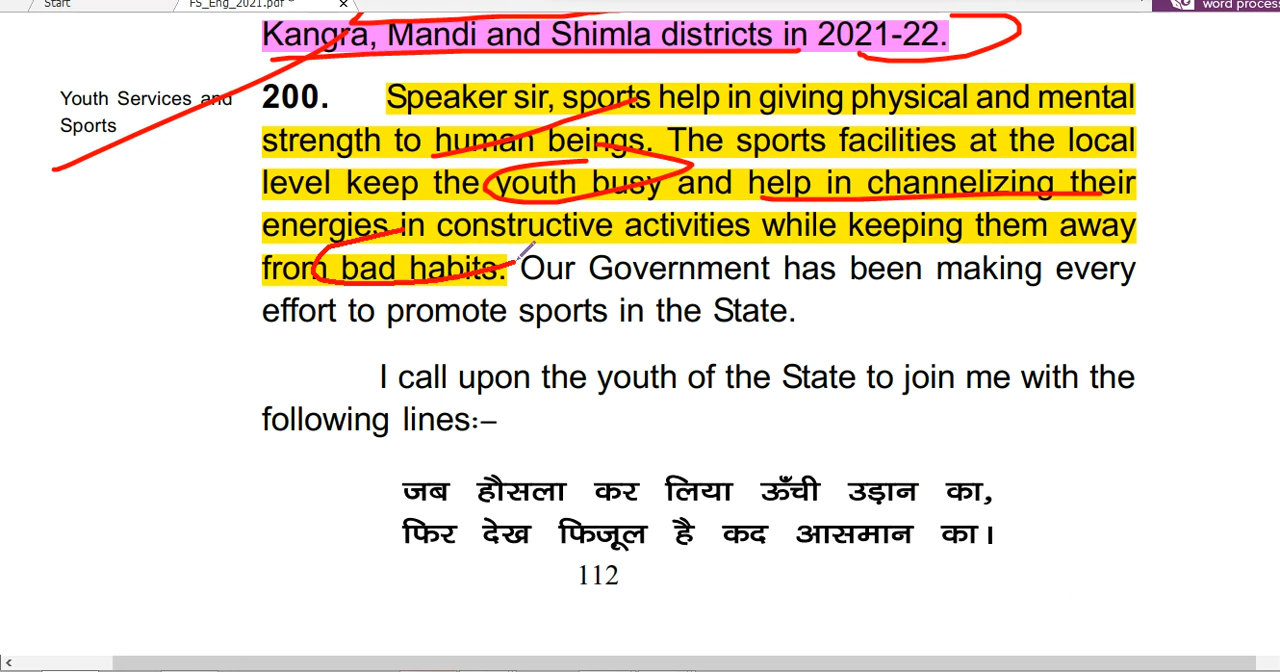 Start
FS_Eng_2021.pdf *
word process
Kangra, Mandi and Shimla districts in 2021-22.
Youth Services and
Sports
200. Speaker sir, sports help in giving physical and mental
strength to human beings. The sports facilities at the local
level keep the youth busy and help in channelizing their
energies in constructive activities while keeping them away
from bad habits. Our Government has been making every
effort to promote sports in the State.
I call upon the youth of the State to join me with the
following lines:–
जब हौसला कर लिया ऊँची उड़ान का,
फिर देख फिजूल है कद आसमान का।
112